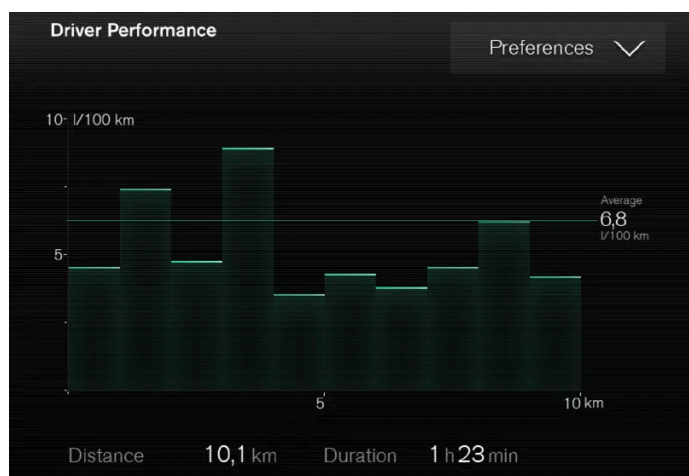 Driver Performance
Preferences
10- l/100 km
Average
6,8
l/100 km
5-
5
10 km
Distance 10,1 km Duration 1 h 23 min